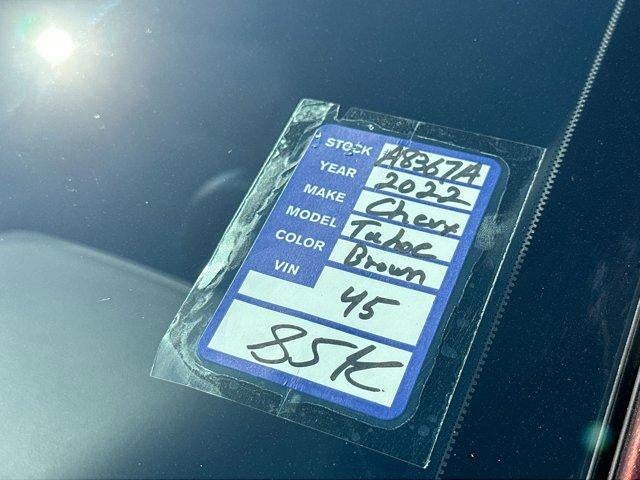 STOCK A8367A
YEAR 2022
MAKE Chevy
MODEL Tahoe
COLOR Brown
VIN 45
85K